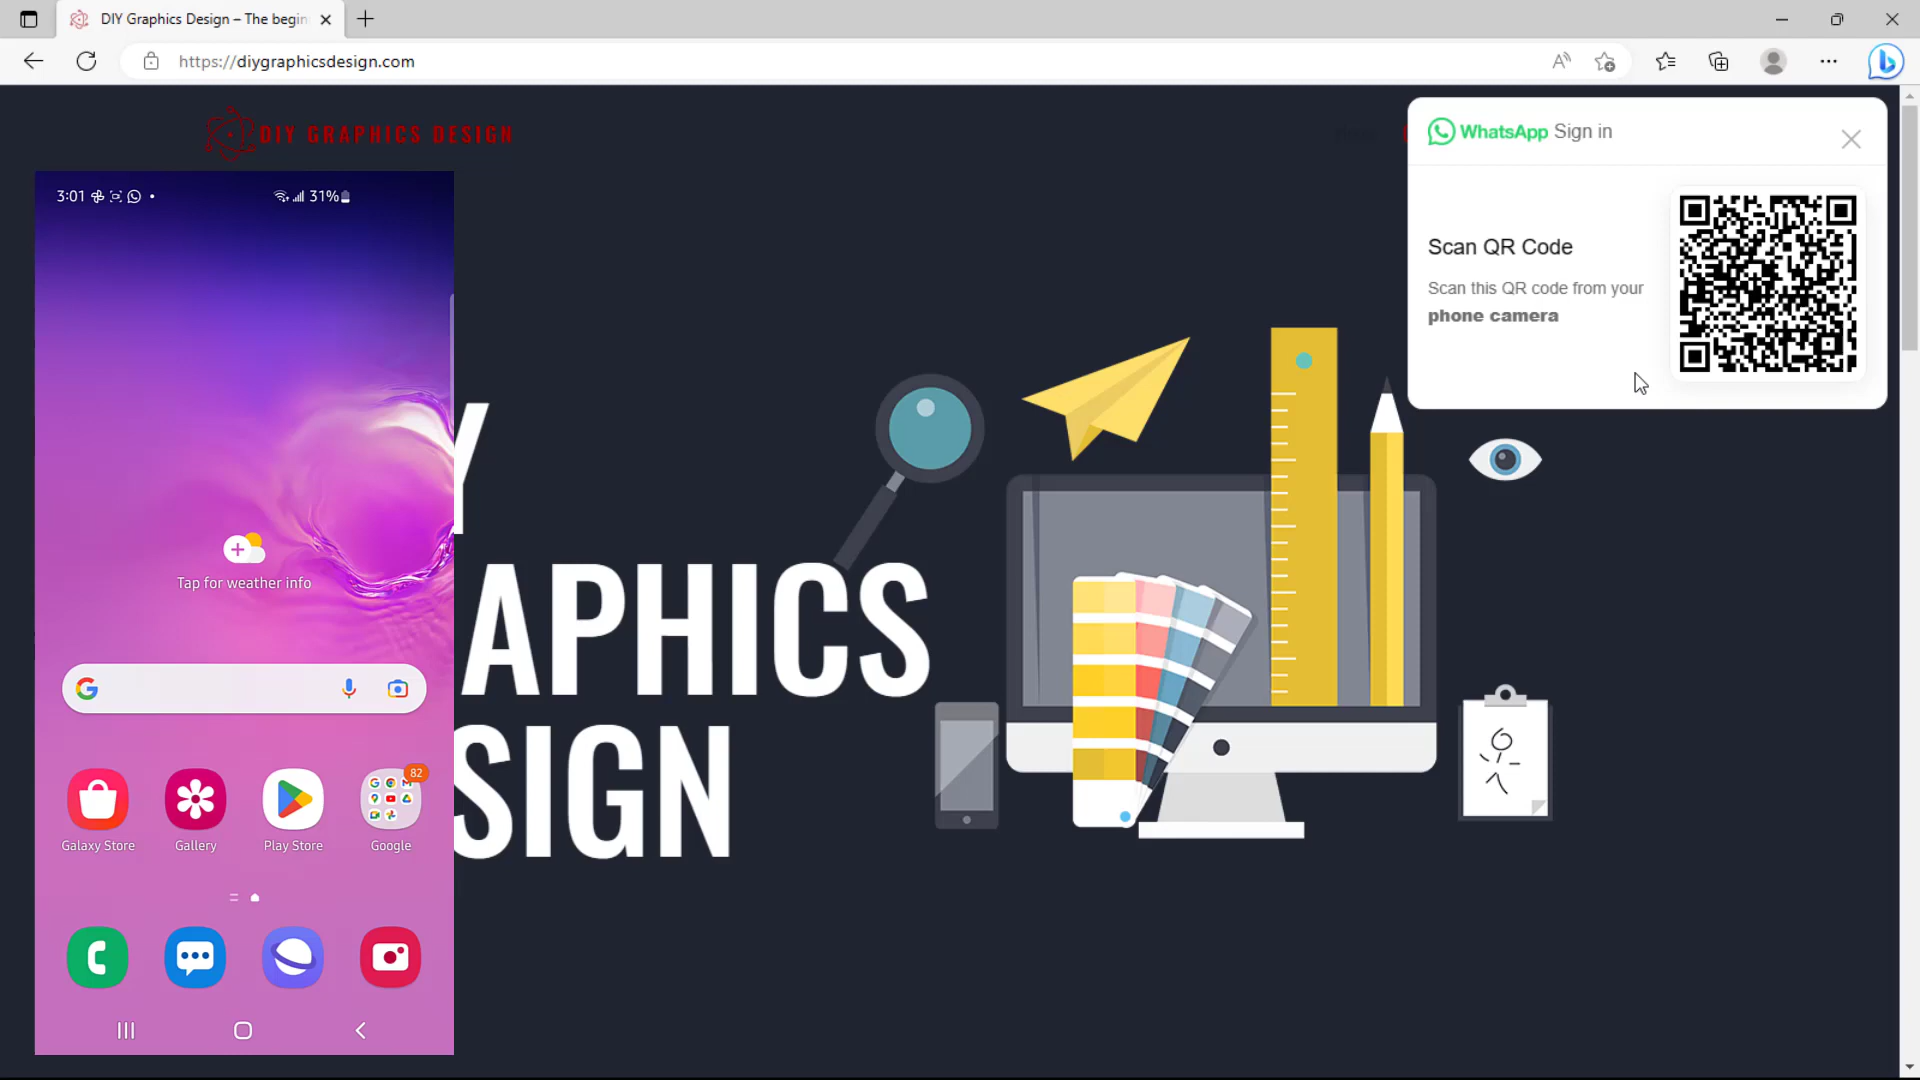 DIY Graphics Design – The begin
https://diygraphicsdesign.com
DIY GRAPHICS DESIGN
WhatsApp Sign in
Scan QR Code
Scan this QR code from your
phone camera
3:01
31%
Tap for weather info
82
Galaxy Store
Gallery
Play Store
Google
Y
APHICS
SIGN